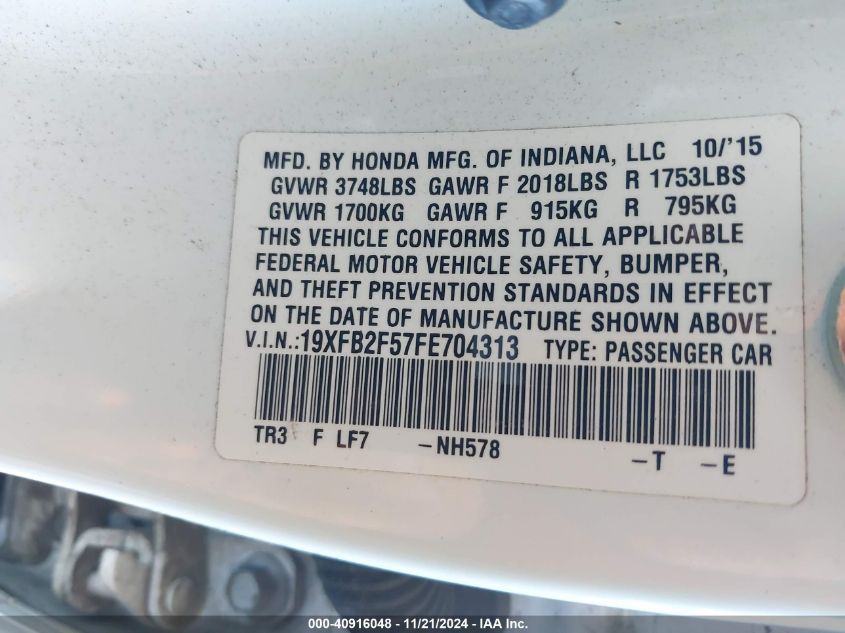 MFD. BY HONDA MFG. OF INDIANA, LLC 10/'15
GVWR 3748LBS GAWR F 2018LBS R 1753LBS
GVWR 1700KG GAWR F 915KG R 795KG
THIS VEHICLE CONFORMS TO ALL APPLICABLE
FEDERAL MOTOR VEHICLE SAFETY, BUMPER,
AND THEFT PREVENTION STANDARDS IN EFFECT
ON THE DATE OF MANUFACTURE SHOWN ABOVE.
V.I.N.:19XFB2F57FE704313 TYPE: PASSENGER CAR
TR3 F LF7 -NH578 -T -E
000-40916048 - 11/21/2024 - IAA Inc.